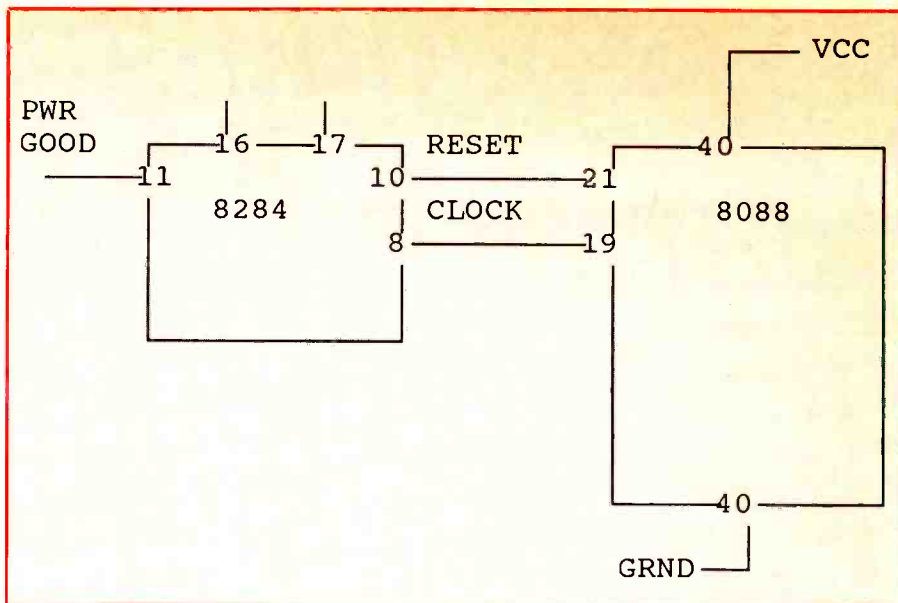 VCC
PWR
GOOD
16 17 RESET 40
11 10 21
8284 CLOCK 8088
8 19
40
GRND